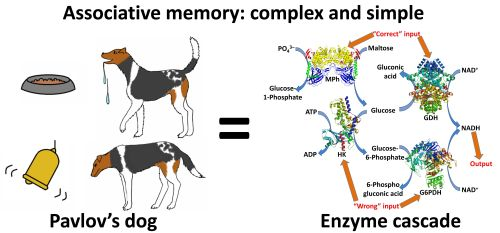 Associative memory: complex and simple
"Correct" input
PO₄³⁻
Maltose
MPh
Glucose-
1-Phosphate
Gluconic
acid
NAD⁺
GDH
ATP
Glucose
NADH
ADP
HK
Glucose-
6-Phosphate
Output
6-Phospho
gluconic acid
G6PDH
NAD⁺
"Wrong" input
=
Pavlov's dog
Enzyme cascade